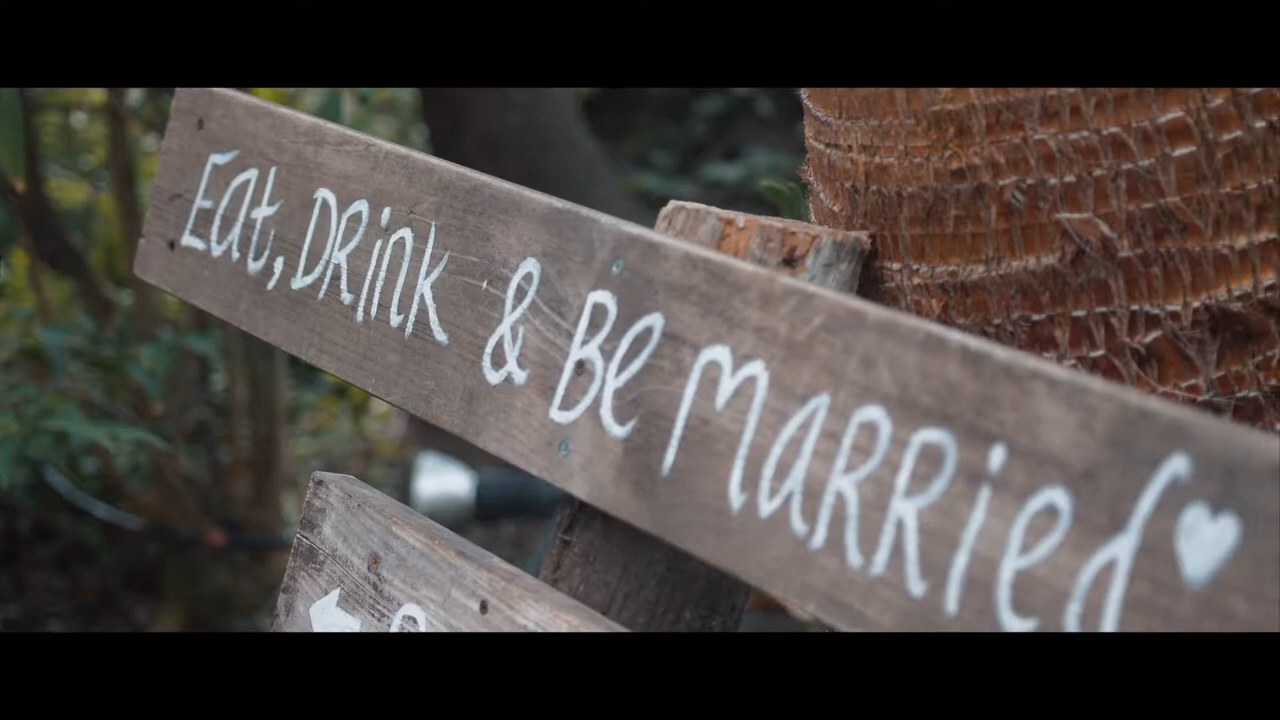 Eat, DRink & Be MaRRied ♥